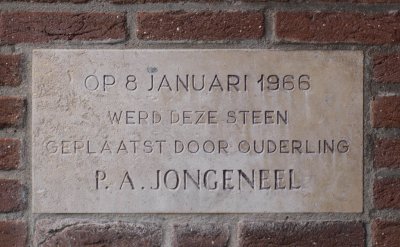 OP 8 JANUARI 1966
WERD DEZE STEEN
GEPLAATST DOOR OUDERLING
P. A. JONGENEEL